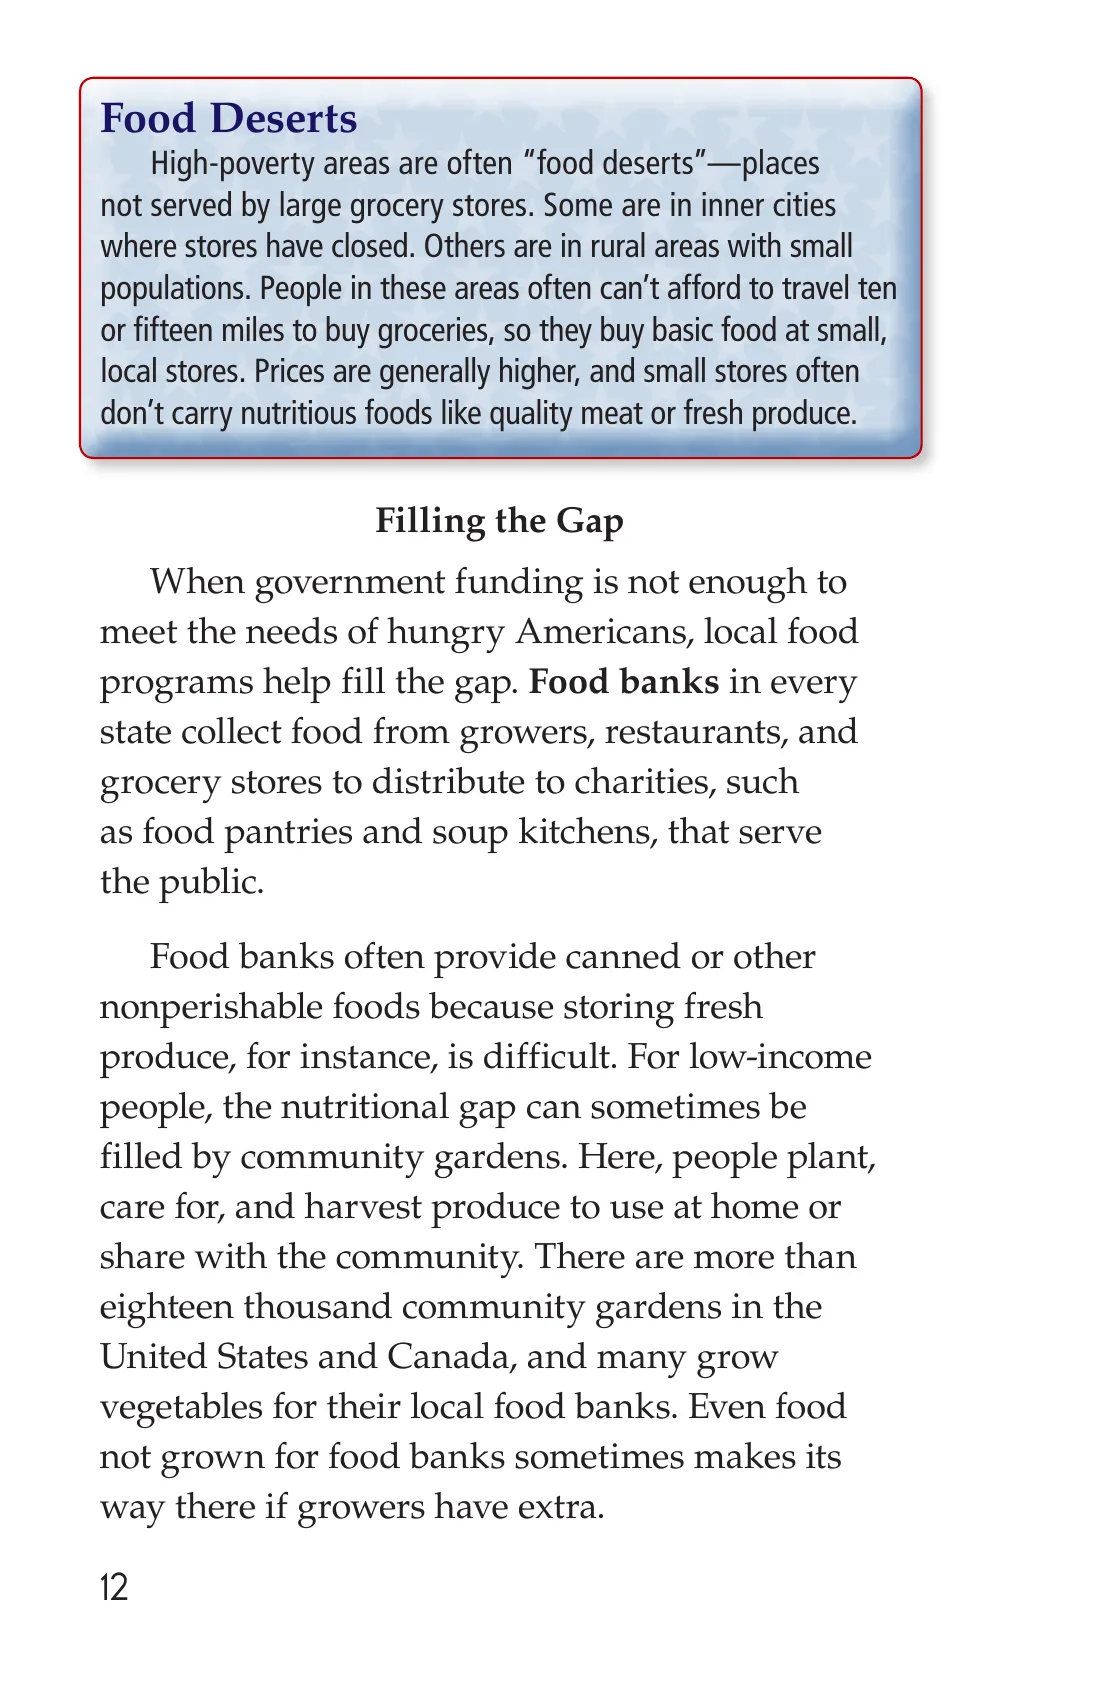 Food Deserts
High-poverty areas are often “food deserts”—places
not served by large grocery stores. Some are in inner cities
where stores have closed. Others are in rural areas with small
populations. People in these areas often can’t afford to travel ten
or fifteen miles to buy groceries, so they buy basic food at small,
local stores. Prices are generally higher, and small stores often
don’t carry nutritious foods like quality meat or fresh produce.
Filling the Gap
When government funding is not enough to
meet the needs of hungry Americans, local food
programs help fill the gap. Food banks in every
state collect food from growers, restaurants, and
grocery stores to distribute to charities, such
as food pantries and soup kitchens, that serve
the public.
Food banks often provide canned or other
nonperishable foods because storing fresh
produce, for instance, is difficult. For low-income
people, the nutritional gap can sometimes be
filled by community gardens. Here, people plant,
care for, and harvest produce to use at home or
share with the community. There are more than
eighteen thousand community gardens in the
United States and Canada, and many grow
vegetables for their local food banks. Even food
not grown for food banks sometimes makes its
way there if growers have extra.
12